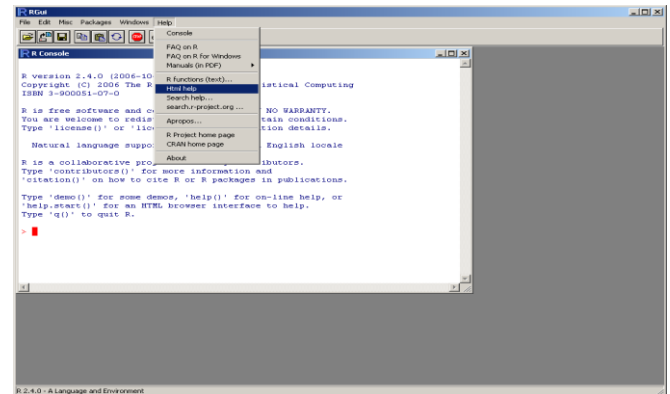 RGui
File Edit Misc Packages Windows Help
Console
FAQ on R
FAQ on R for Windows
Manuals (in PDF)
R functions (text)...
Html help
Search help...
search.r-project.org ...
Apropos...
R Project home page
CRAN home page
About
R Console
R version 2.4.0 (2006-10-
Copyright (C) 2006 The R istical Computing
ISBN 3-900051-07-0
R is free software and c NO WARRANTY.
You are welcome to redis tain conditions.
Type 'license()' or 'lic tion details.
Natural language suppo English locale
R is a collaborative pro ibutors.
Type 'contributors()' for more information and
'citation()' on how to cite R or R packages in publications.
Type 'demo()' for some demos, 'help()' for on-line help, or
'help.start()' for an HTML browser interface to help.
Type 'q()' to quit R.
>
R 2.4.0 - A Language and Environment